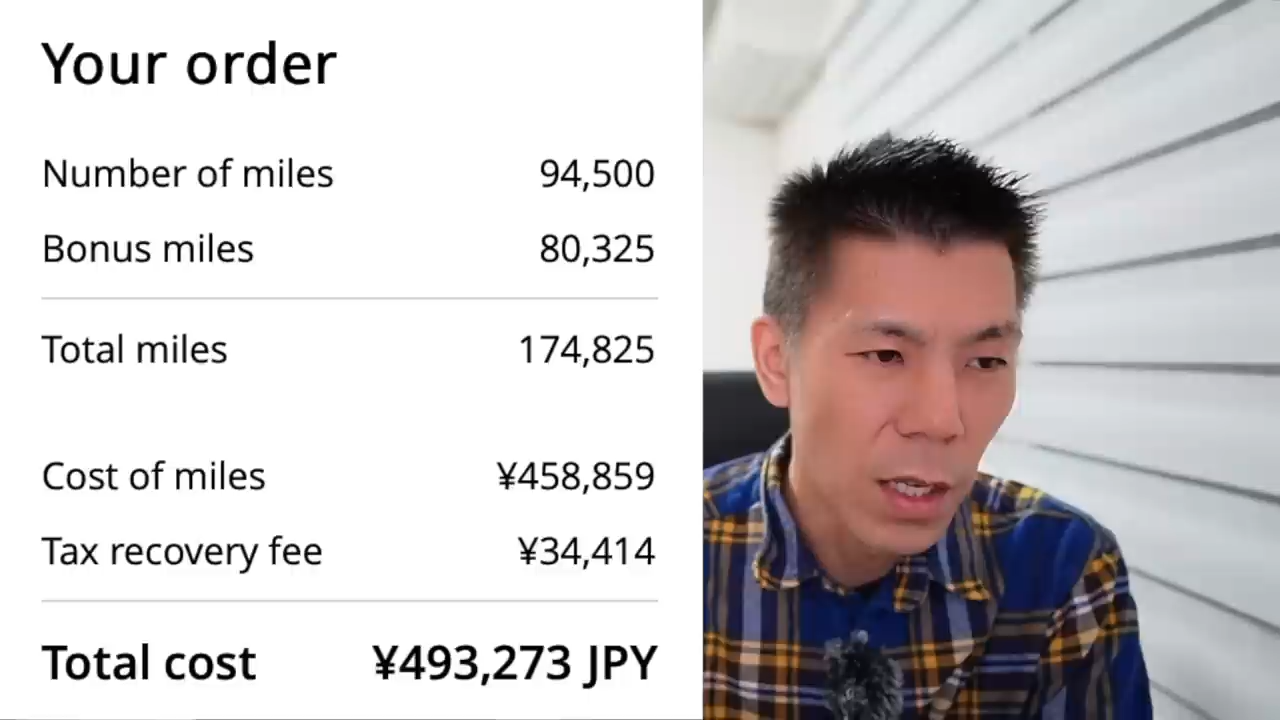 Your order
Number of miles 94,500
Bonus miles 80,325
Total miles 174,825
Cost of miles ¥458,859
Tax recovery fee ¥34,414
Total cost ¥493,273 JPY